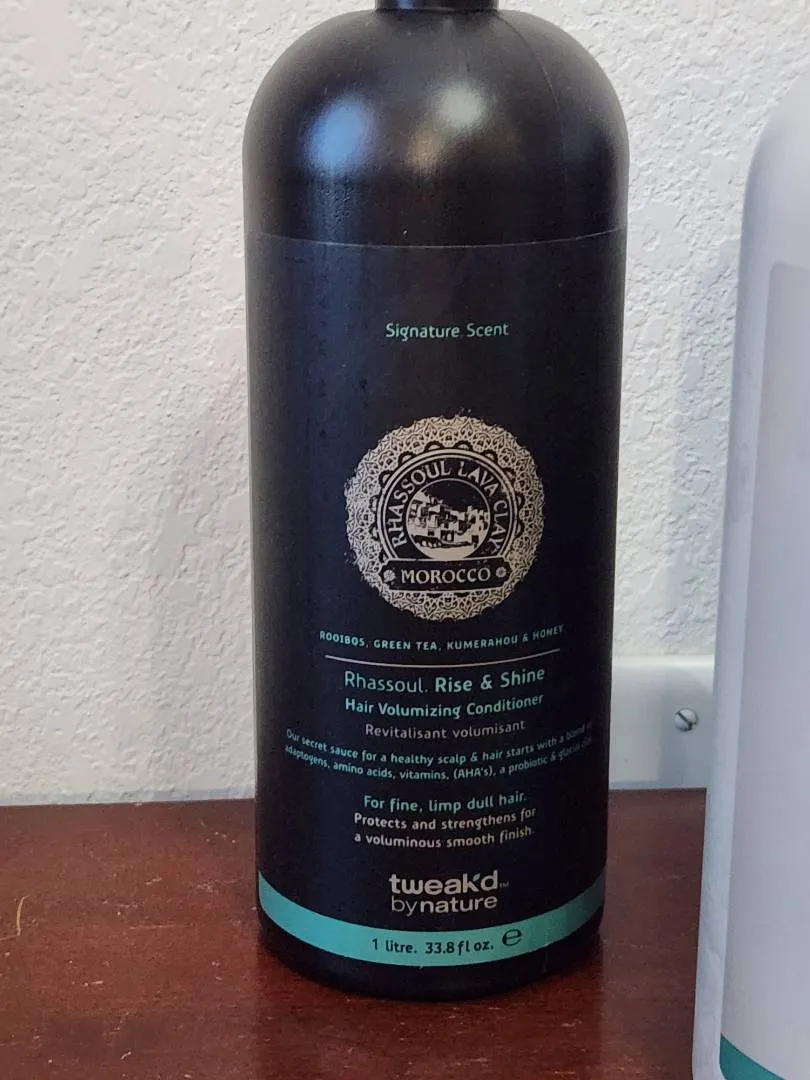 Signature Scent
RHASSOUL LAVA CLAY
MOROCCO
ROOIBOS, GREEN TEA, KUMERAHOU & HONEY
Rhassoul. Rise & Shine
Hair Volumizing Conditioner
Revitalisant volumisant
Our secret sauce for a healthy scalp & hair starts with a blend of
adaptogens, amino acids, vitamins, (AHA's), a probiotic & glacial
For fine, limp dull hair.
Protects and strengthens for
a voluminous smooth finish.
tweak'd™
by nature
1 litre. 33.8 fl oz. ℮